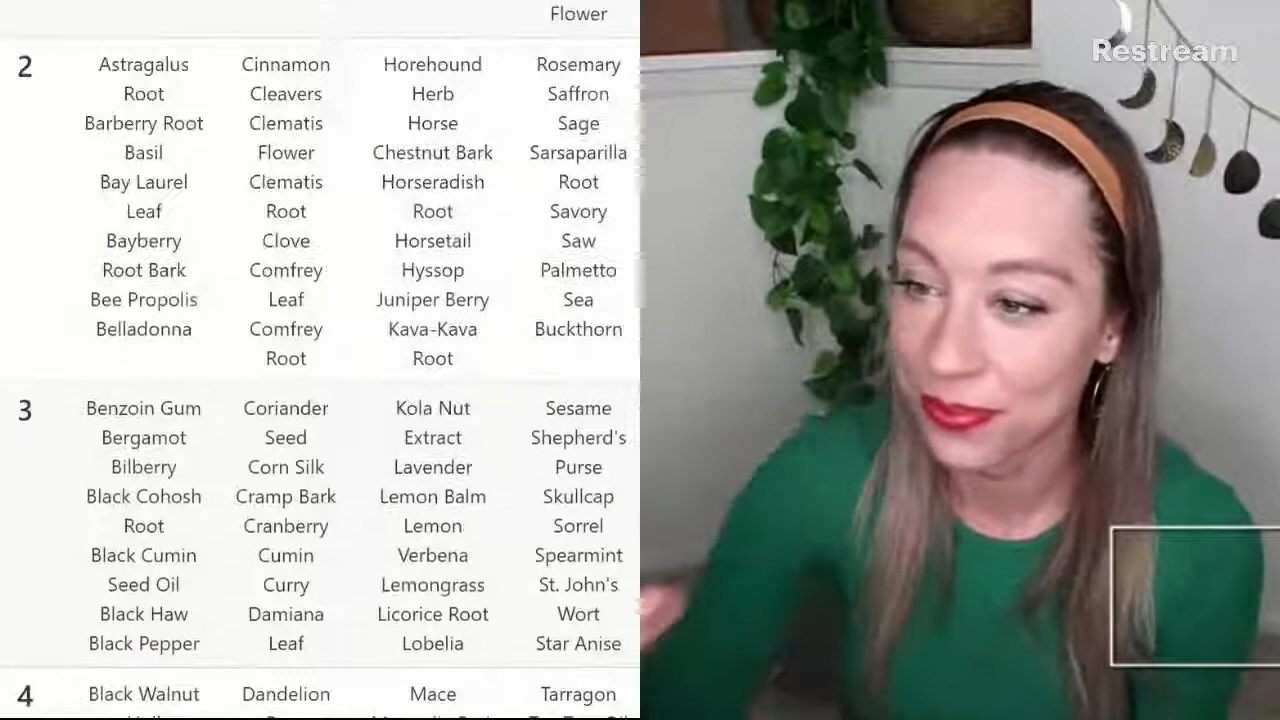 Flower
2
Astragalus Cinnamon Horehound Rosemary
Root Cleavers Herb Saffron
Barberry Root Clematis Horse Sage
Basil Flower Chestnut Bark Sarsaparilla
Bay Laurel Clematis Horseradish Root
Leaf Root Root Savory
Bayberry Clove Horsetail Saw
Root Bark Comfrey Hyssop Palmetto
Bee Propolis Leaf Juniper Berry Sea
Belladonna Comfrey Kava-Kava Buckthorn
Root Root
3
Benzoin Gum Coriander Kola Nut Sesame
Bergamot Seed Extract Shepherd's
Bilberry Corn Silk Lavender Purse
Black Cohosh Cramp Bark Lemon Balm Skullcap
Root Cranberry Lemon Sorrel
Black Cumin Cumin Verbena Spearmint
Seed Oil Curry Lemongrass St. John's
Black Haw Damiana Licorice Root Wort
Black Pepper Leaf Lobelia Star Anise
4
Black Walnut Dandelion Mace Tarragon
Restream